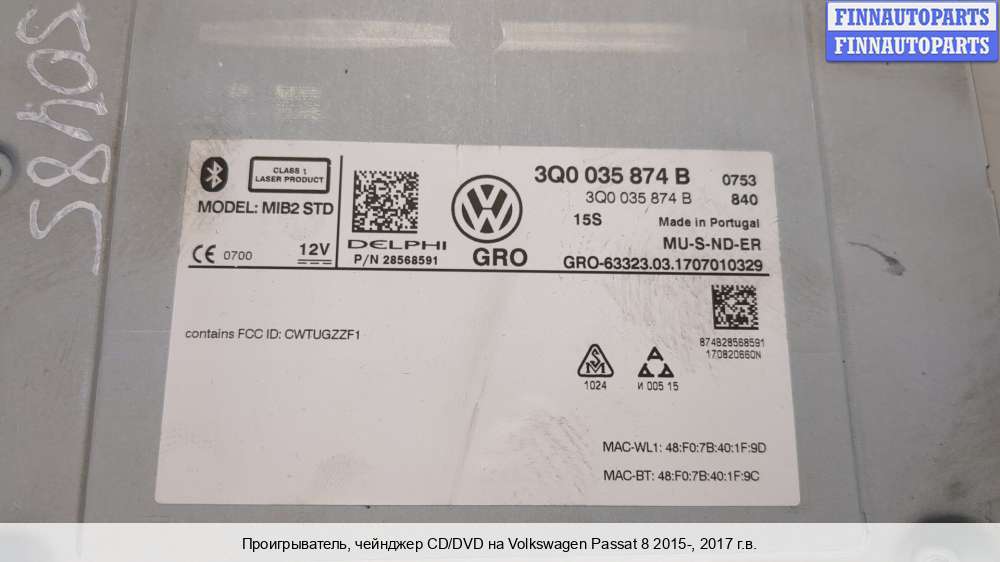 FINNAUTOPARTS
FINNAUTOPARTS
CLASS 1
LASER PRODUCT
MODEL: MIB2 STD
CE 0700 12V
DELPHI
P/N 28568591
GRO
3Q0 035 874 B 0753
3Q0 035 874 B 840
15S Made in Portugal
MU-S-ND-ER
GRO-63323.03.1707010329
contains FCC ID: CWTUGZZF1
874B28568591
170820660N
1024
И 005 15
MAC-WL1: 48:F0:7B:40:1F:9D
MAC-BT: 48:F0:7B:40:1F:9C
Проигрыватель, чейнджер CD/DVD на Volkswagen Passat 8 2015-, 2017 г.в.